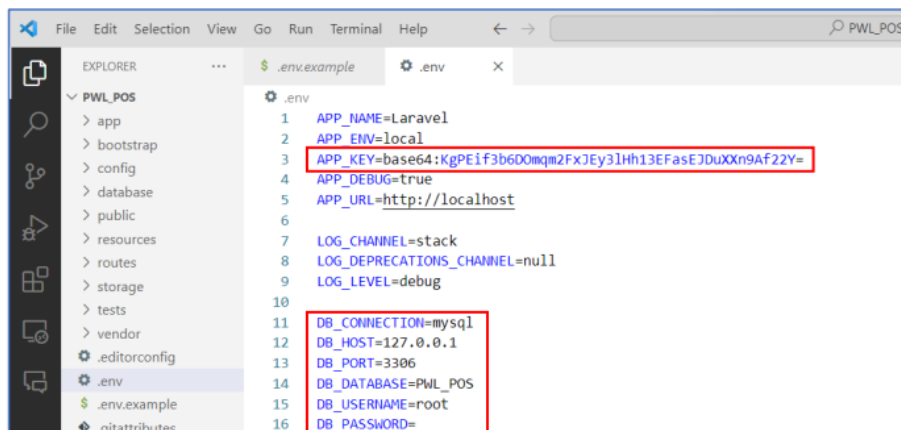 File Edit Selection View Go Run Terminal Help PWL_POS
EXPLORER ...
$ .env.example .env
PWL_POS
app
bootstrap
config
database
public
resources
routes
storage
tests
vendor
.editorconfig
.env
$ .env.example
.gitattributes
.env
1 APP_NAME=Laravel
2 APP_ENV=local
3 APP_KEY=base64:KgPEif3b6DOmqm2FxJEy3lHh13EFasEJDuXXn9Af22Y=
4 APP_DEBUG=true
5 APP_URL=http://localhost
6
7 LOG_CHANNEL=stack
8 LOG_DEPRECATIONS_CHANNEL=null
9 LOG_LEVEL=debug
10
11 DB_CONNECTION=mysql
12 DB_HOST=127.0.0.1
13 DB_PORT=3306
14 DB_DATABASE=PWL_POS
15 DB_USERNAME=root
16 DB_PASSWORD=